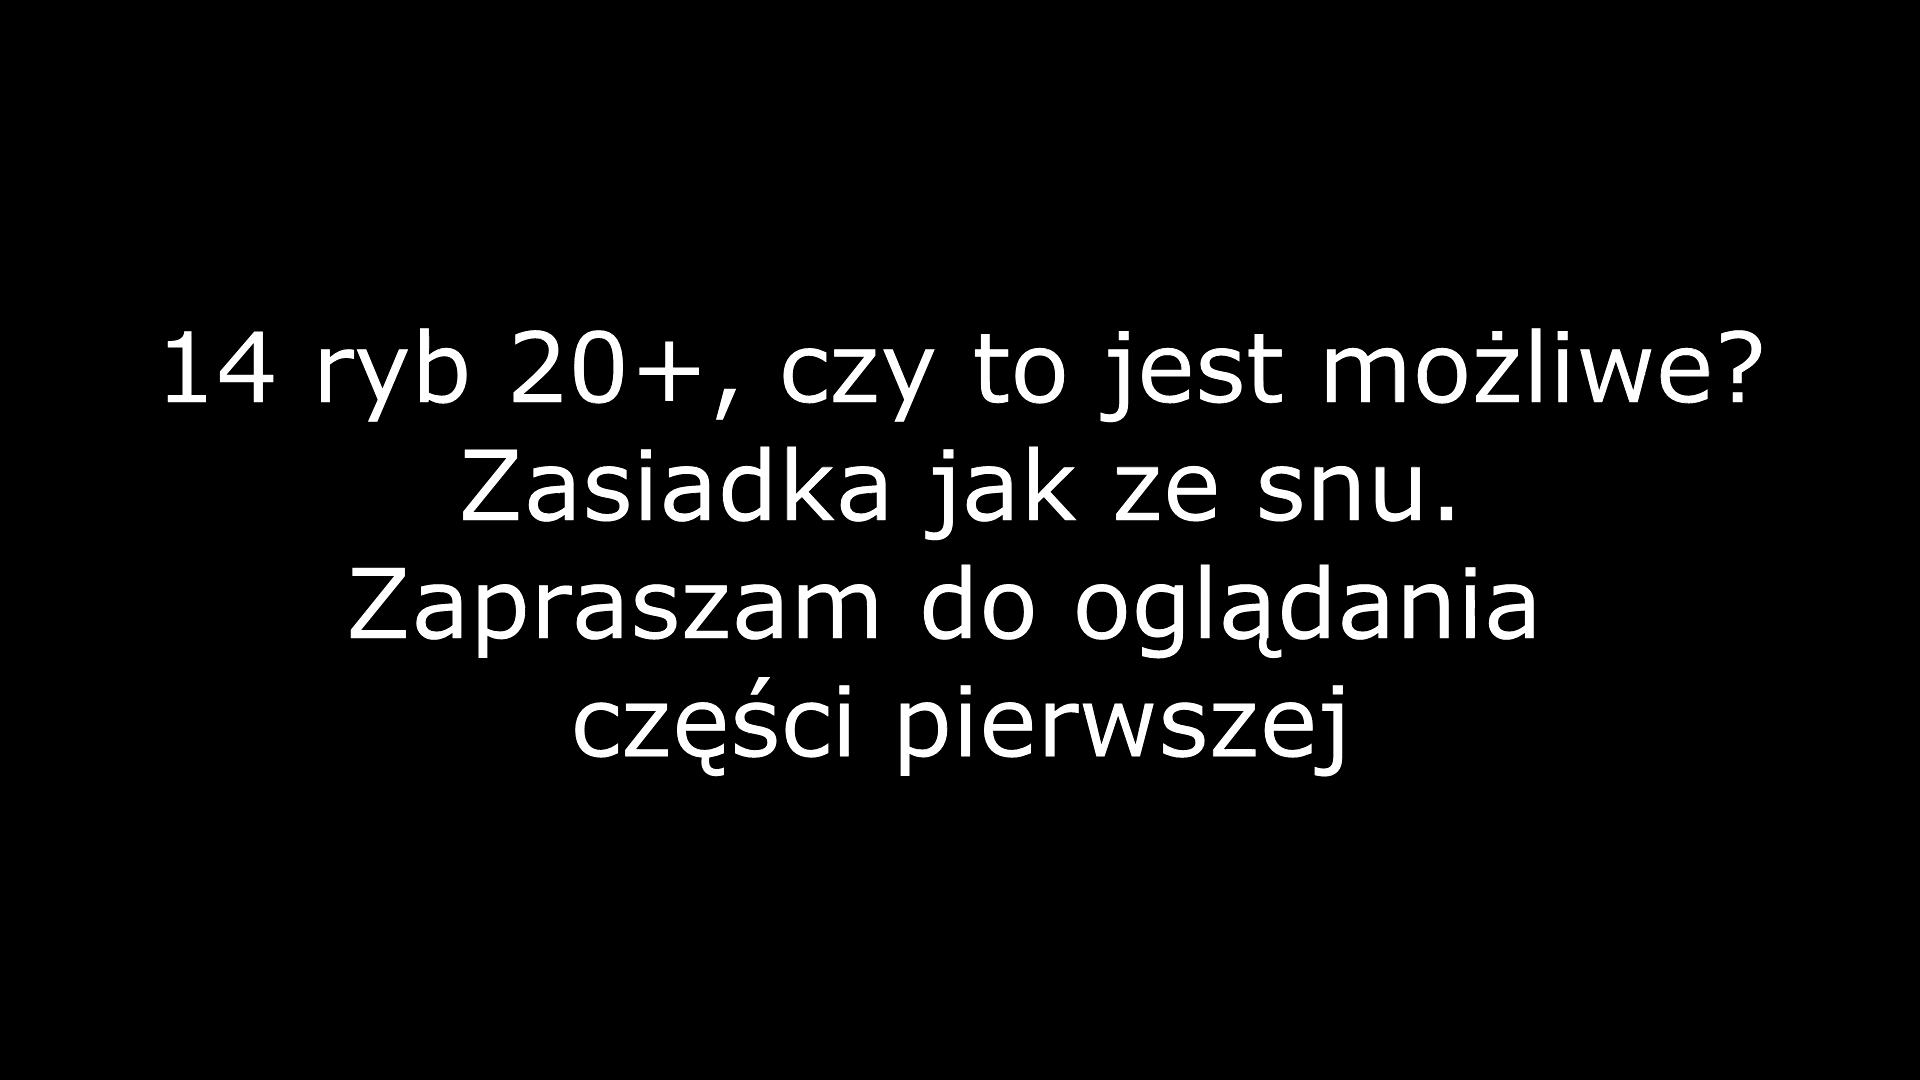 14 ryb 20+, czy to jest możliwe?
Zasiadka jak ze snu.
Zapraszam do oglądania
części pierwszej